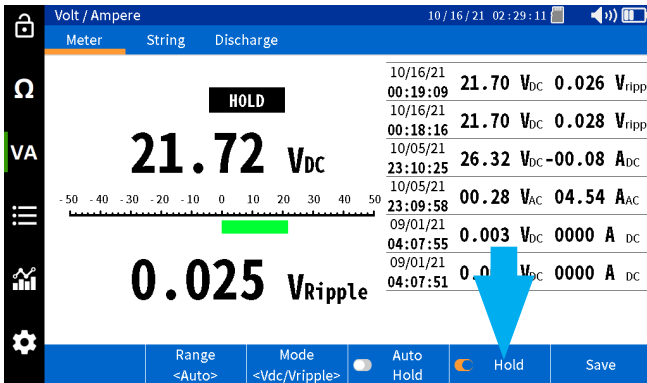 Volt / Ampere 10/16/21 02:29:11
Meter String Discharge
Ω
VA
HOLD
21.72 VDC
-50 -40 -30 -20 -10 0 10 20 30 40 50
0.025 VRipple
10/16/21
00:19:09 21.70 VDC 0.026 Vripp
10/16/21
00:18:16 21.70 VDC 0.028 Vripp
10/05/21
23:10:25 26.32 VDC -00.08 ADC
10/05/21
23:09:58 00.28 VAC 04.54 AAC
09/01/21
04:07:55 0.003 VDC 0000 A DC
09/01/21
04:07:51 VDC 0000 A DC
Range
<Auto>
Mode
<Vdc/Vripple>
Auto
Hold
Hold
Save